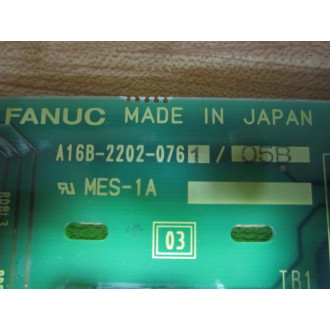 FANUC MADE IN JAPAN
A16B-2202-0761 / 05B
MES-1A
03
TB1